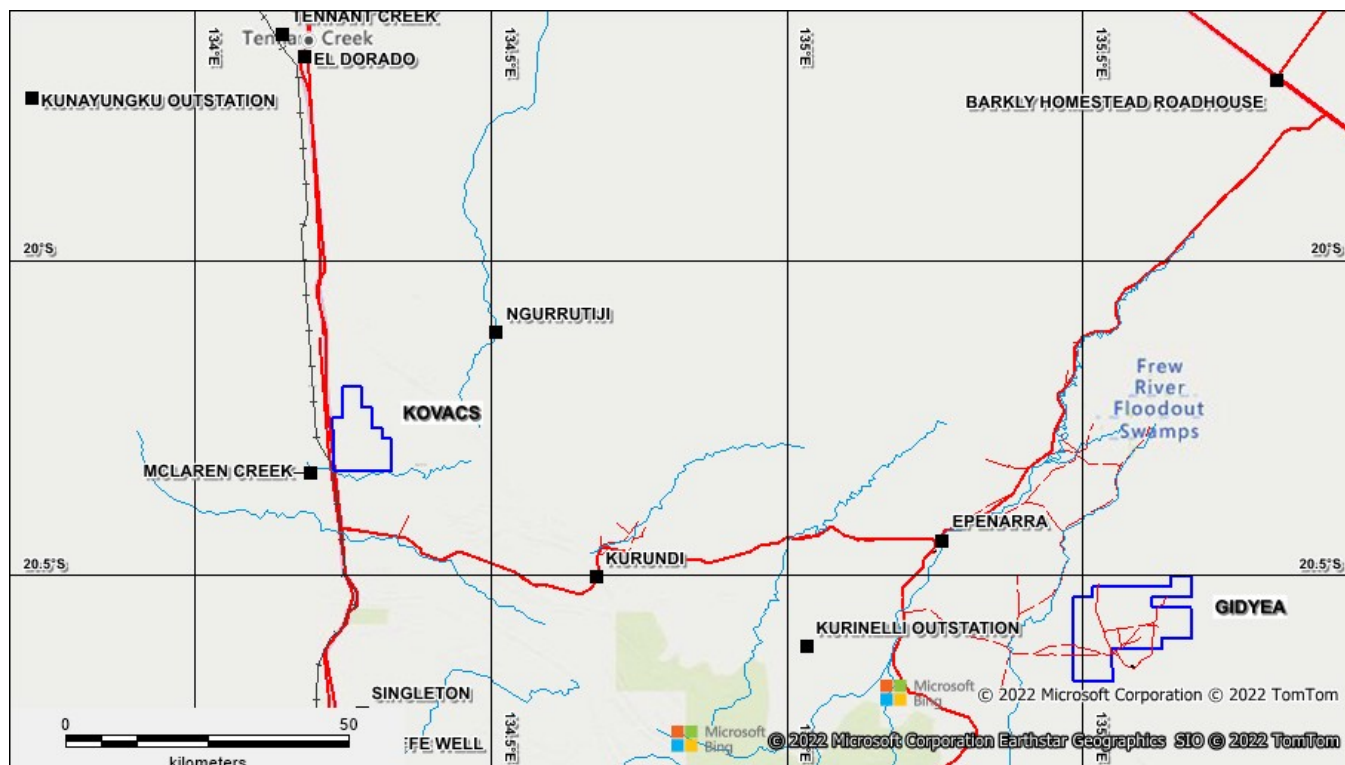 TENNANT CREEK
Tennant Creek
EL DORADO
134°E
134.5°E
135°E
135.5°E
KUNAYUNGKU OUTSTATION
BARKLY HOMESTEAD ROADHOUSE
20°S
20°S
NGURRUTIJI
Frew
River
Floodout
Swamps
KOVACS
MCLAREN CREEK
EPENARRA
KURUNDI
20.5°S
20.5°S
GIDYEA
KURINELLI OUTSTATION
SINGLETON
Microsoft
Bing
© 2022 Microsoft Corporation © 2022 TomTom
0
50
kilometers
FE WELL
134.5°E
Microsoft
Bing
© 2022 Microsoft Corporation Earthstar Geographics SIO © 2022 TomTom